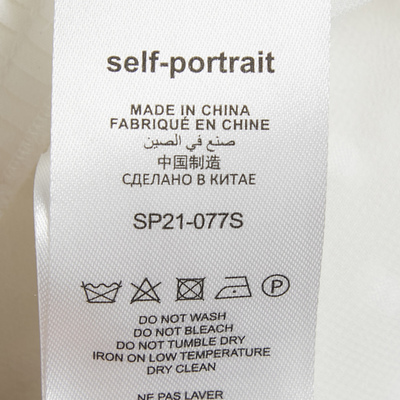 self-portrait
MADE IN CHINA
FABRIQUÉ EN CHINE
صنع في الصين
中国制造
СДЕЛАНО В КИТАЕ
SP21-077S
P
DO NOT WASH
DO NOT BLEACH
DO NOT TUMBLE DRY
IRON ON LOW TEMPERATURE
DRY CLEAN
NE PAS LAVER